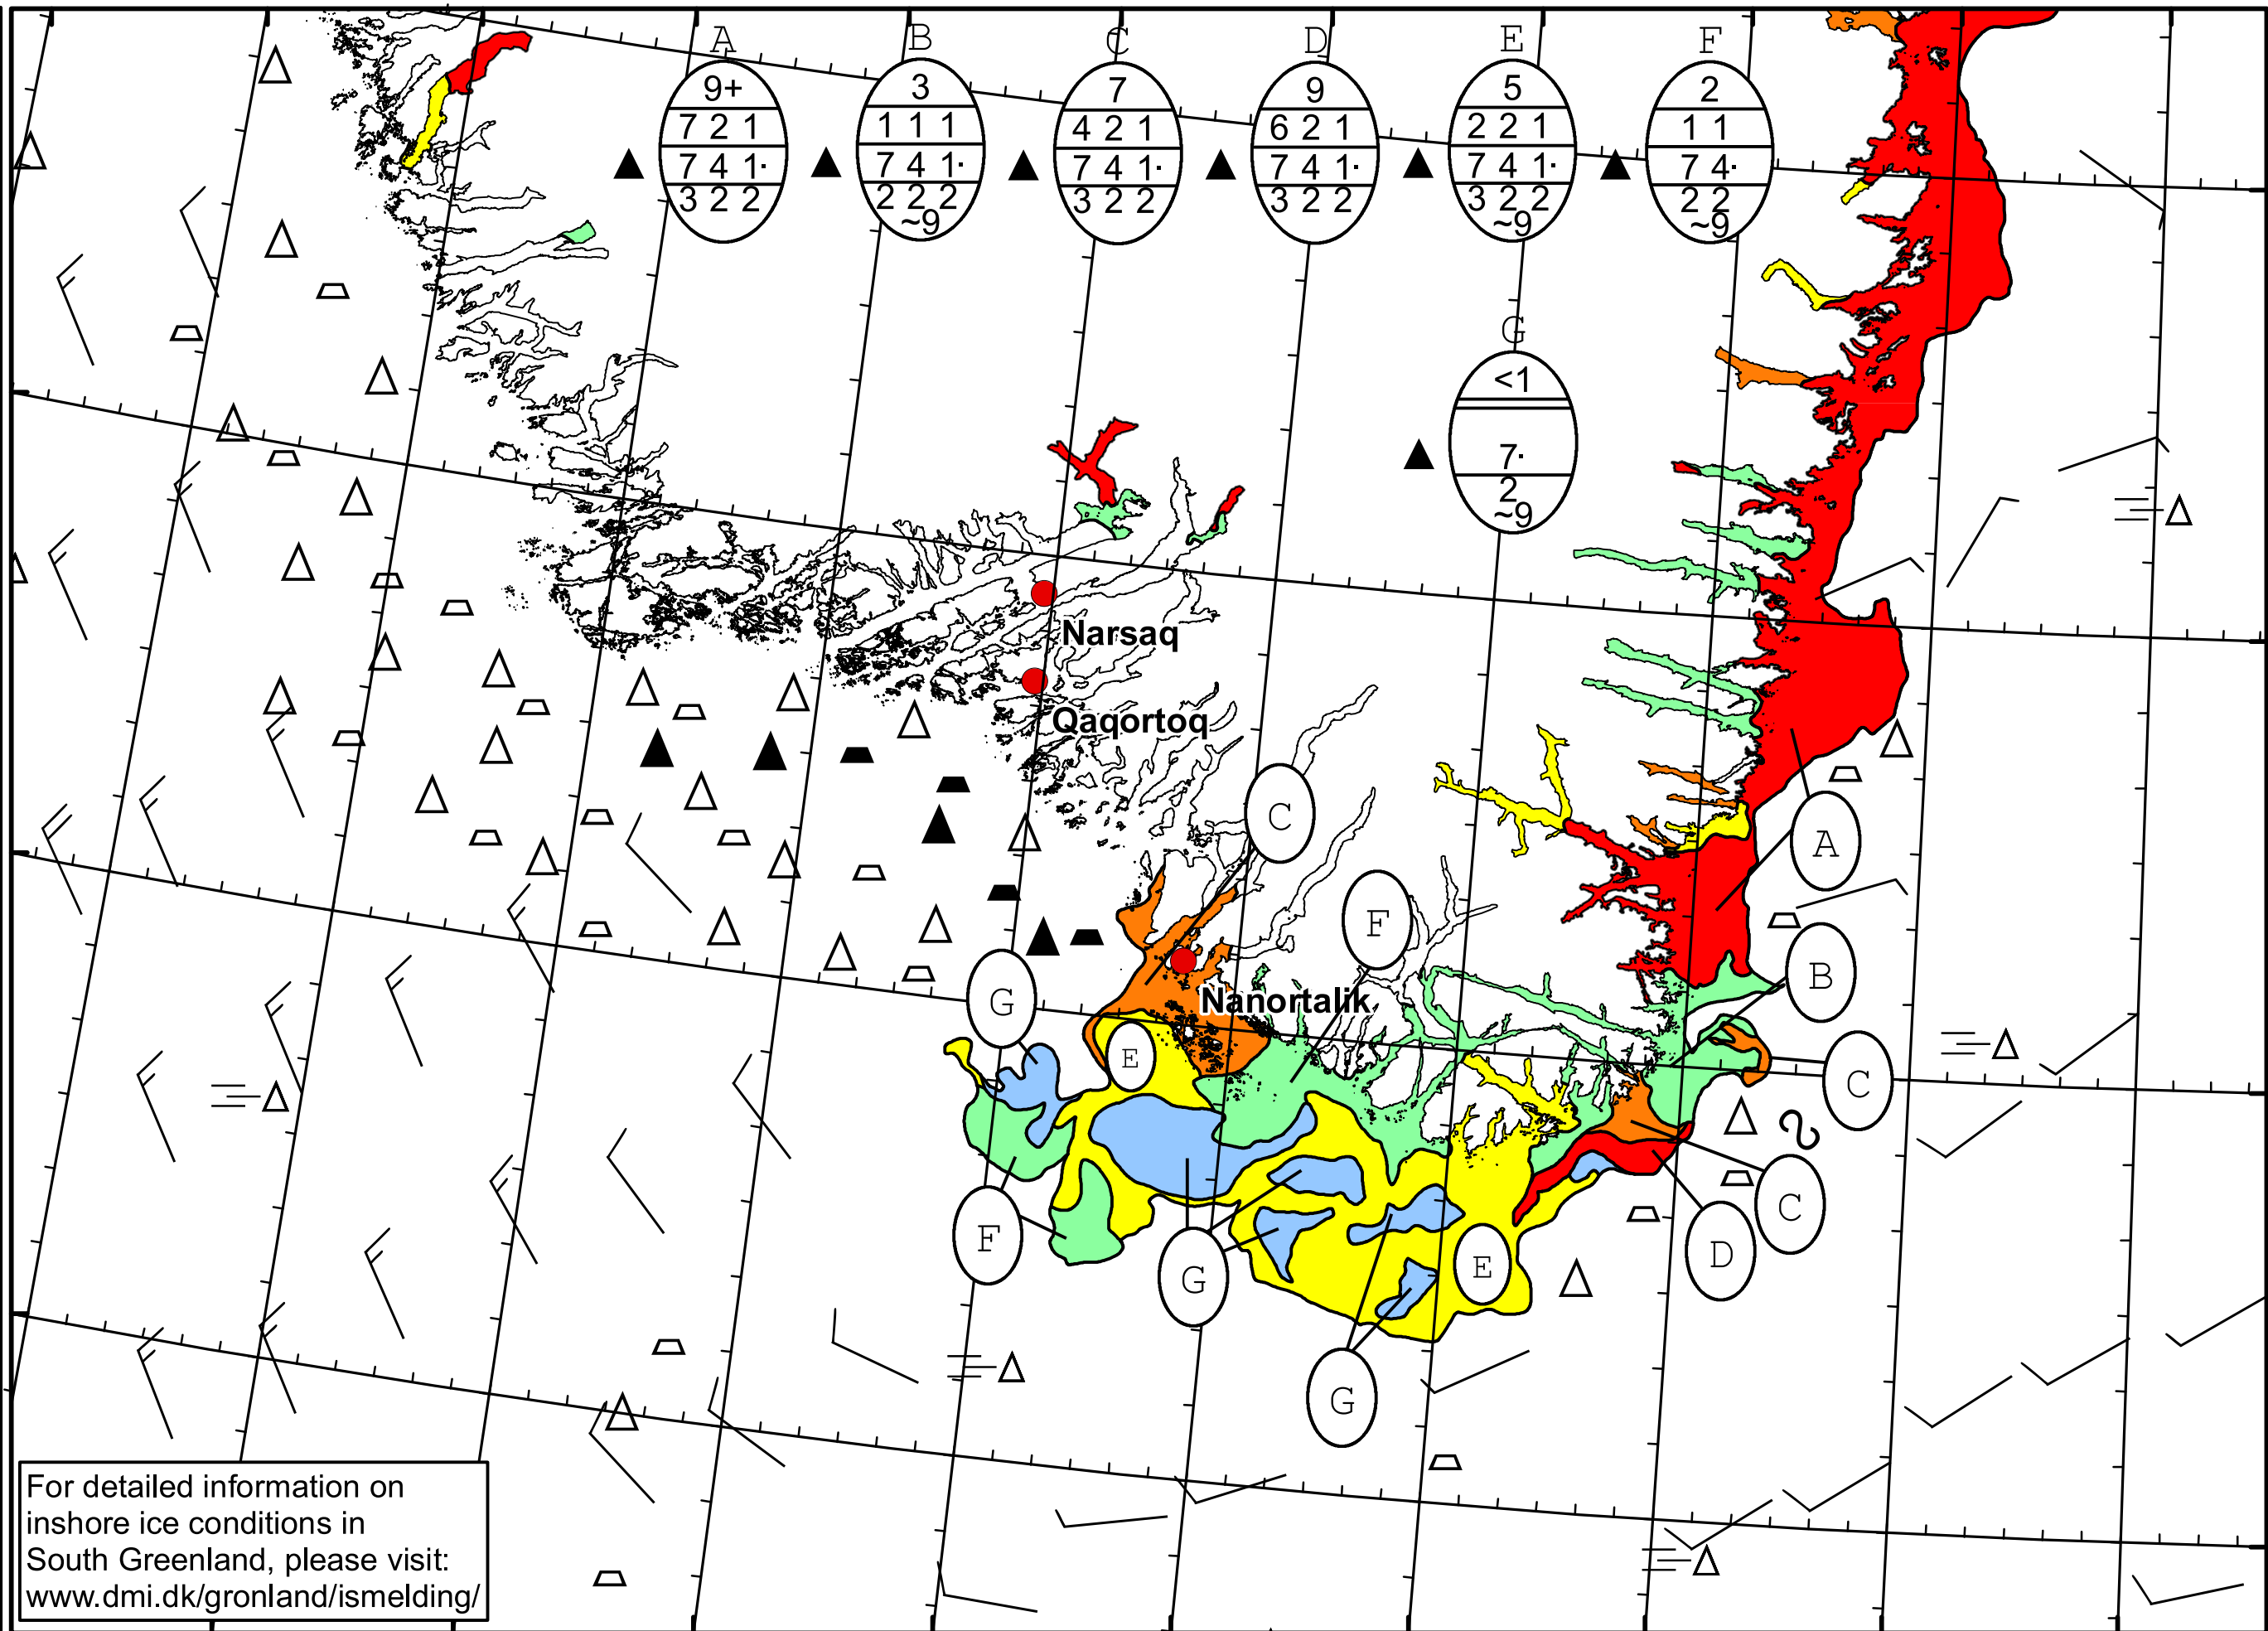 A B C D E F
9+ 3 7 9 5 2
7 2 1 1 1 1 4 2 1 6 2 1 2 2 1 1 1
7 4 1· 7 4 1· 7 4 1· 7 4 1· 7 4 1· 7 4·
3 2 2 2 2 2 3 2 2 3 2 2 3 2 2 2 2
~9 ~9 ~9
G
<1
7·
2
~9
Narsaq
Qaqortoq
C
A
F
B
G
Nanortalik
E
C
C
F
D
E
G
G
For detailed information on
inshore ice conditions in
South Greenland, please visit:
www.dmi.dk/gronland/ismelding/